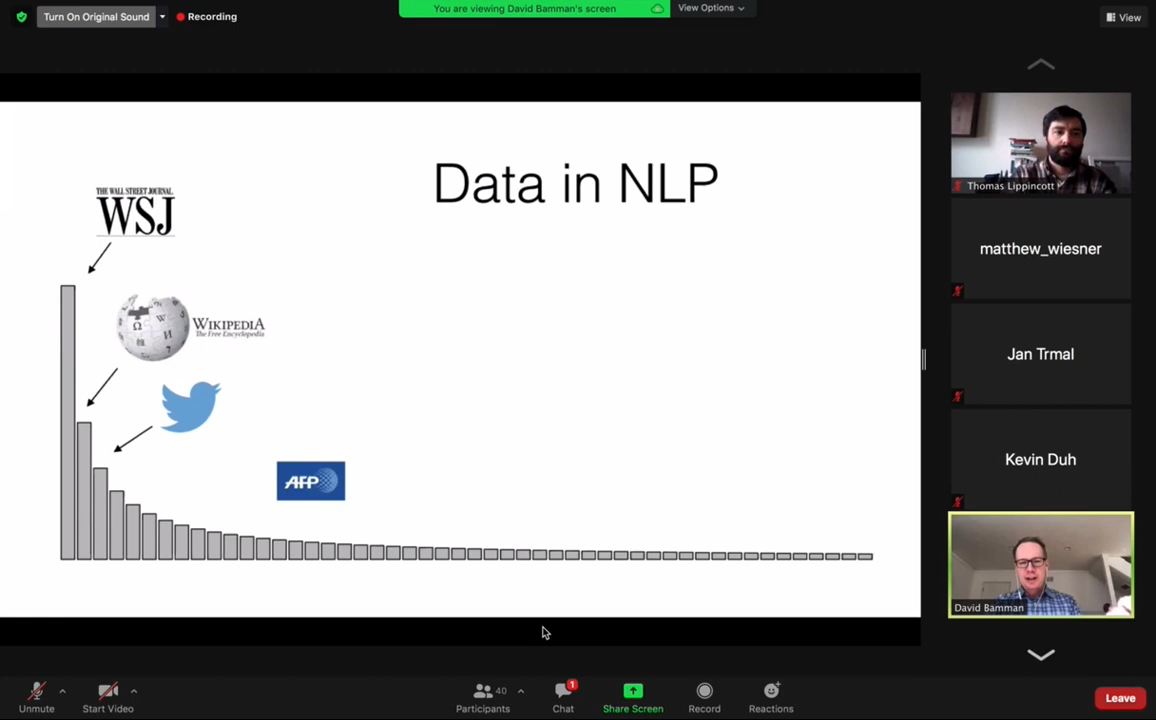 You are viewing David Bamman's screen
View Options
Turn On Original Sound
Recording
View
Data in NLP
THE WALL STREET JOURNAL.
WSJ
WIKIPEDIA
The Free Encyclopedia
AFP
Thomas Lippincott
matthew_wiesner
Jan Trmal
Kevin Duh
David Bamman
Unmute
Start Video
40
Participants
1
Chat
Share Screen
Record
Reactions
Leave